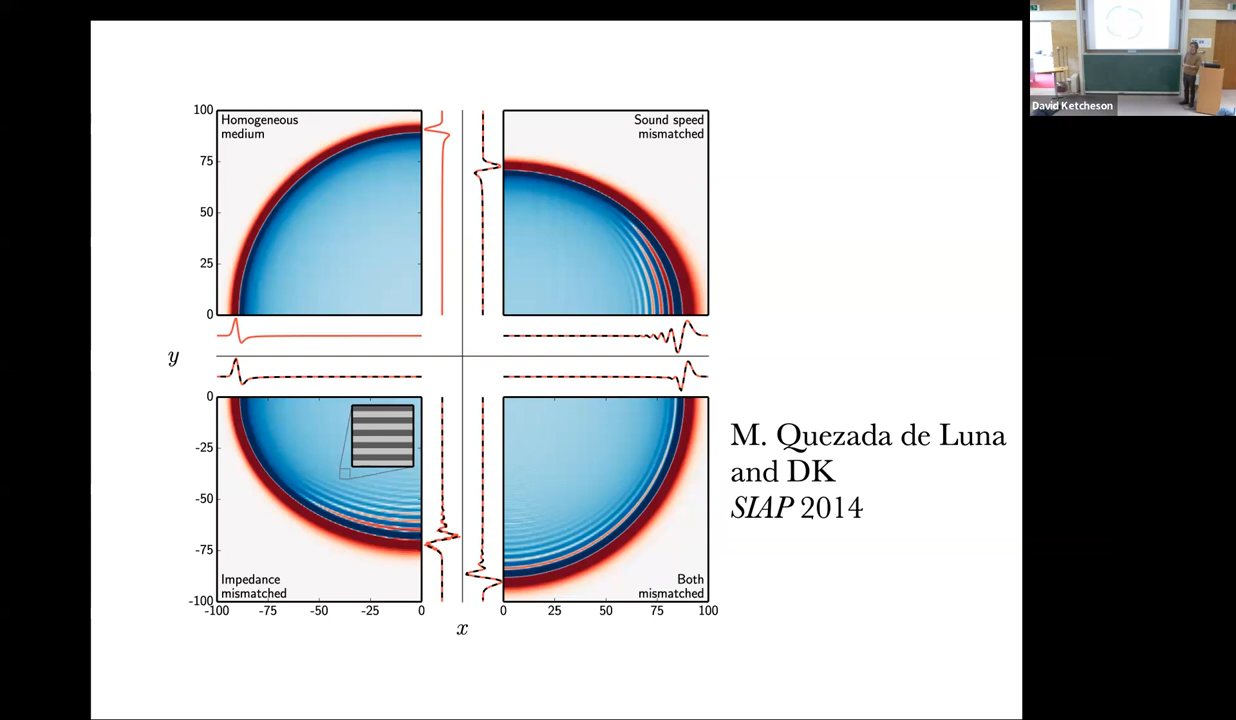 David Ketcheson
Homogeneous
medium
100
75
50
25
0
Sound speed
mismatched
y
0
-25
-50
-75
-100
Impedance
mismatched
Both
mismatched
-100 -75 -50 -25 0
0 25 50 75 100
x
M. Quezada de Luna
and DK
SIAP 2014